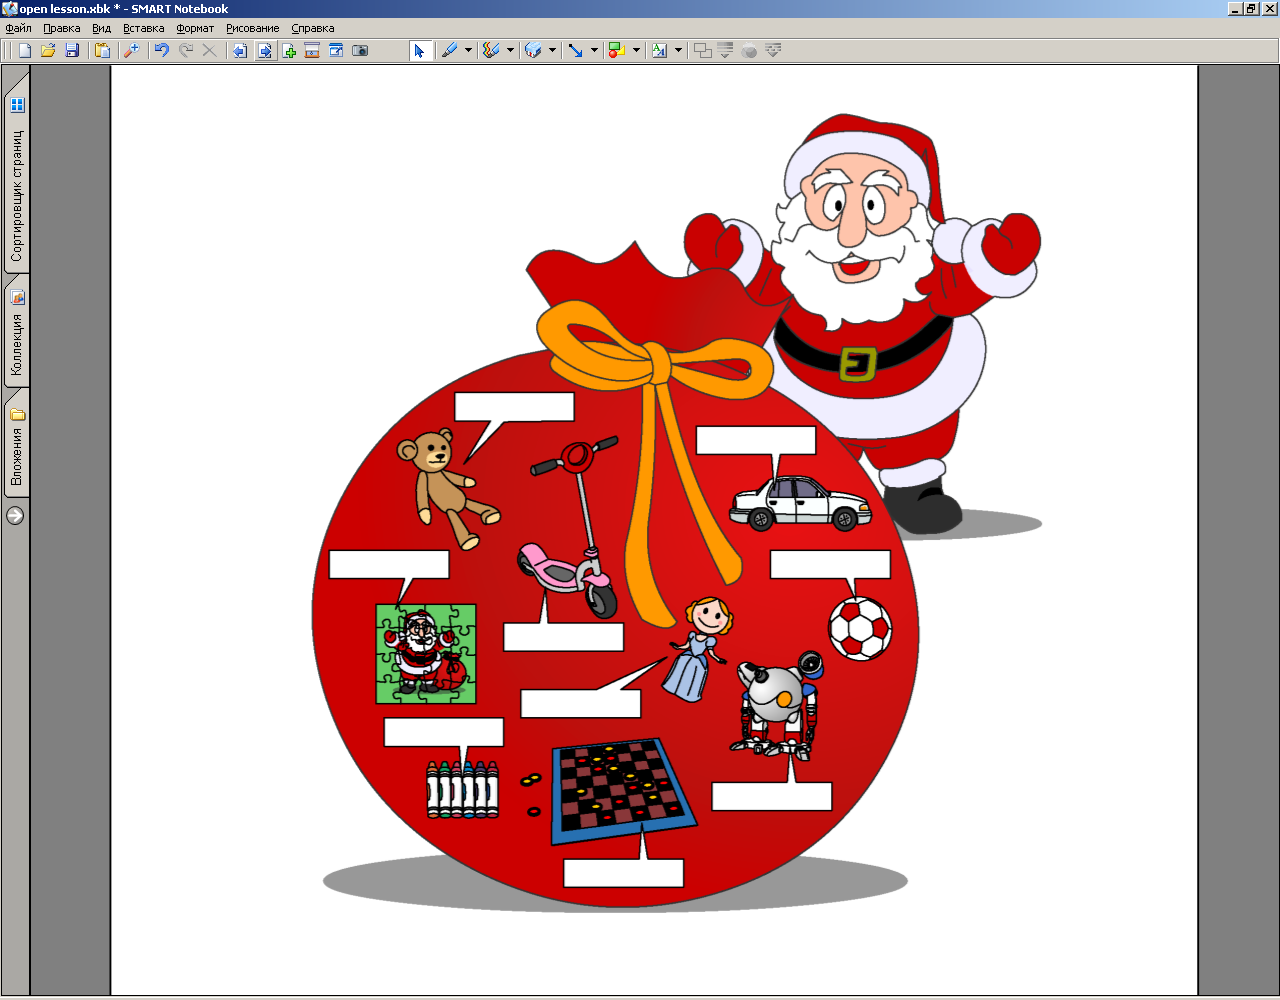 open lesson.xbk * - SMART Notebook
Файл Правка Вид Вставка Формат Рисование Справка
Сортировщик страниц
Коллекция
Вложения